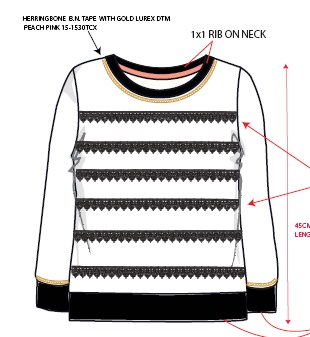 HERRINGBONE B.N. TAPE WITH GOLD LUREX DTM
PEACH PINK 15-1530TCX
1x1 RIB ON NECK
45CM
LENG